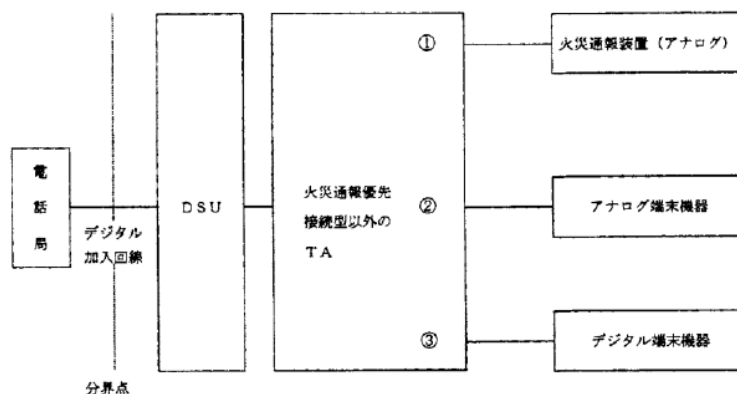 電話局
デジタル
加入回線
分界点
DSU
火災通報優先
接続型以外の
TA
①
②
③
火災通報装置（アナログ）
アナログ端末機器
デジタル端末機器